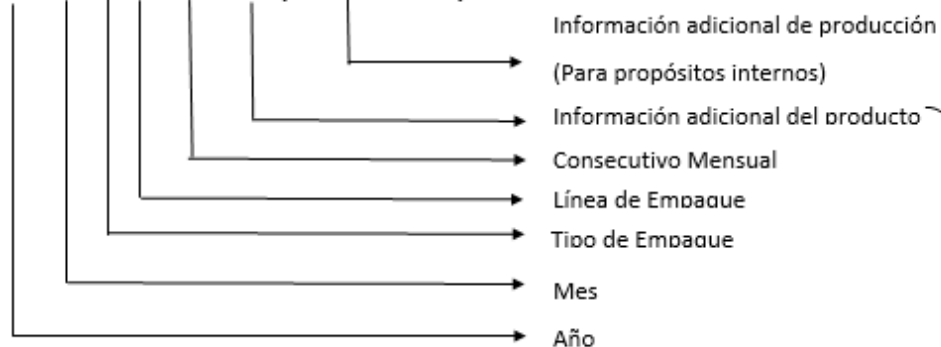 Información adicional de producción
(Para propósitos internos)
Información adicional del producto
Consecutivo Mensual
Línea de Empaque
Tipo de Empaque
Mes
Año